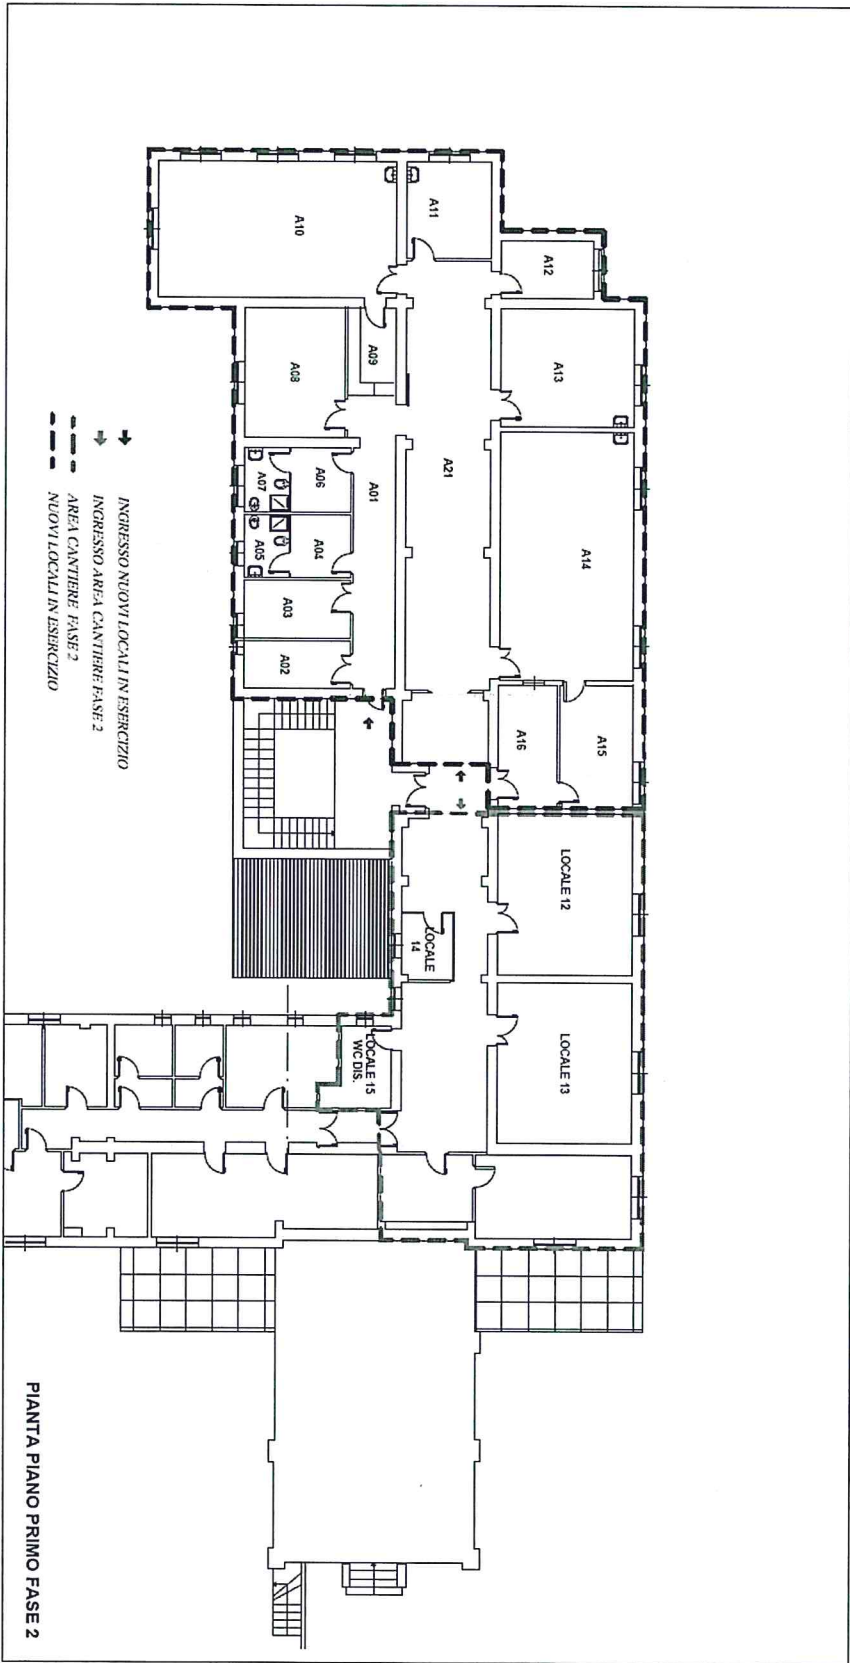 A10
A11
A12
A09
A08
A13
A21
A01
A07
A06
A14
A05
A04
A03
A02
A16
A15
LOCALE 12
LOCALE
14
LOCALE 13
LOCALE 15
WC DIS.
INGRESSO NUOVI LOCALI IN ESERCIZIO
INGRESSO AREA CANTIERE FASE 2
AREA CANTIERE FASE 2
NUOVI LOCALI IN ESERCIZIO
PIANTA PIANO PRIMO FASE 2